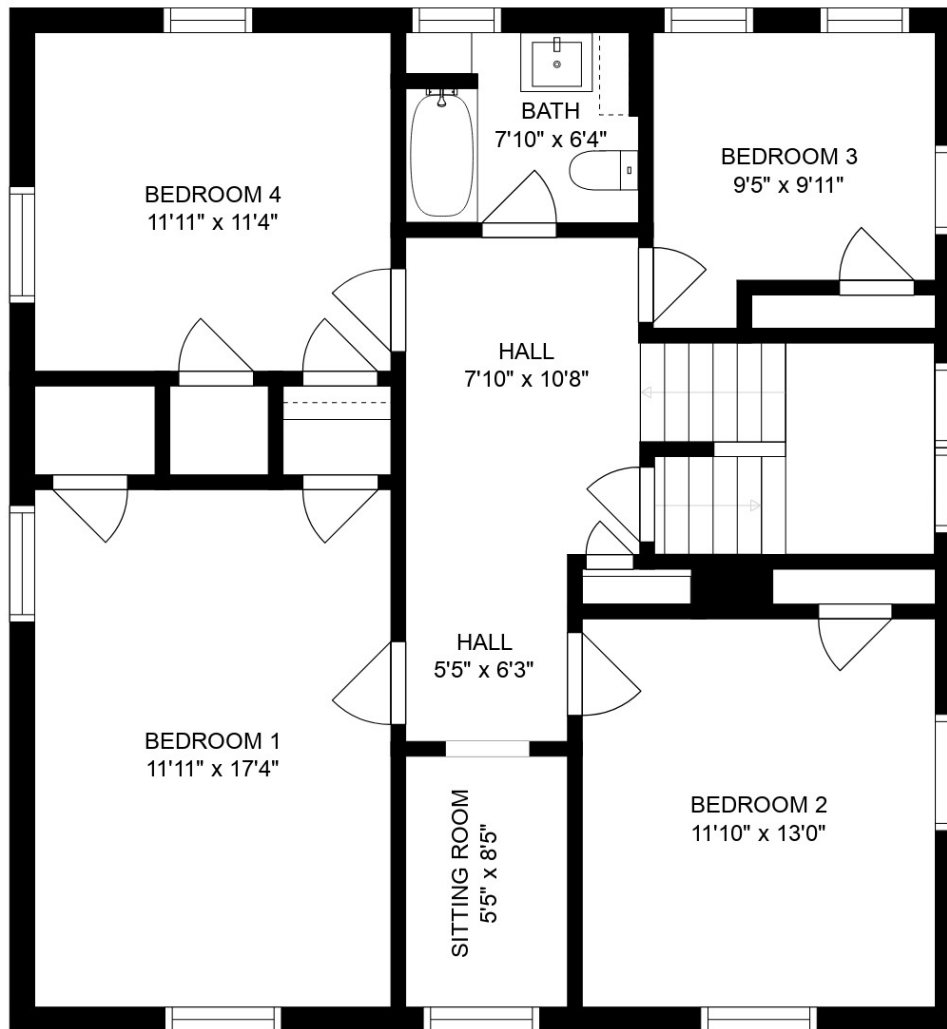 BATH
7'10" x 6'4"
BEDROOM 3
9'5" x 9'11"
BEDROOM 4
11'11" x 11'4"
HALL
7'10" x 10'8"
HALL
5'5" x 6'3"
BEDROOM 1
11'11" x 17'4"
SITTING ROOM
5'5" x 8'5"
BEDROOM 2
11'10" x 13'0"